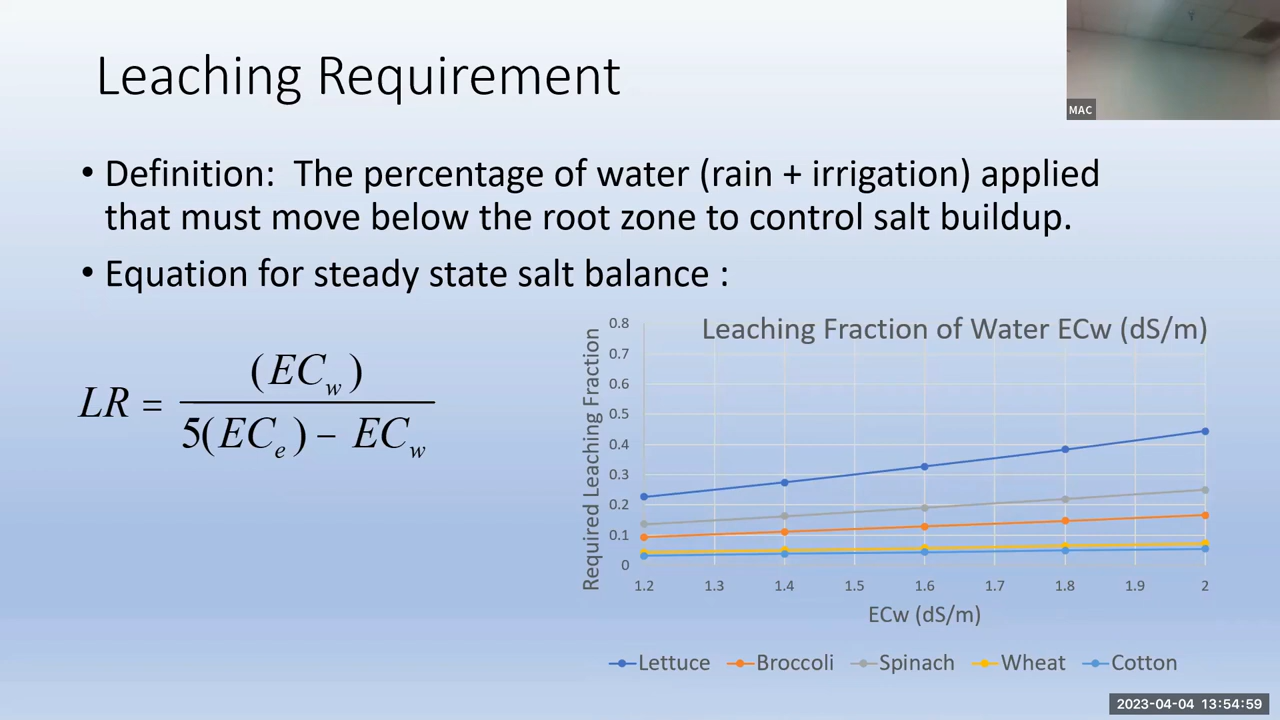 Leaching Requirement
MAC
• Definition:  The percentage of water (rain + irrigation) applied
that must move below the root zone to control salt buildup.
• Equation for steady state salt balance :
LR = (ECw) / 5(ECe) − ECw
Leaching Fraction of Water ECw (dS/m)
Required Leaching Fraction
0.8
0.7
0.6
0.5
0.4
0.3
0.2
0.1
0
1.2 1.3 1.4 1.5 1.6 1.7 1.8 1.9 2
ECw (dS/m)
Lettuce Broccoli Spinach Wheat Cotton
2023-04-04 13:54:59